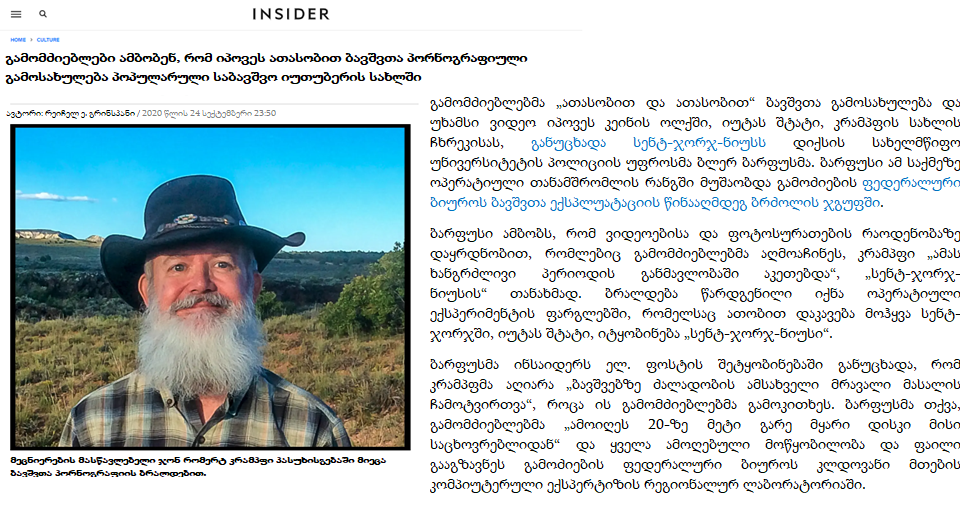 INSIDER
HOME > CULTURE
გამომძიებლები ამბობენ, რომ იპოვეს ათასობით ბავშვთა პორნოგრაფიული
გამოსახულება პოპულარული საბავშვო იუთუბერის სახლში
ავტორი: რეიჩელ ე. გრინსპანი / 2020 წლის 24 სექტემბერი 23:50
მეცნიერების მასწავლებელი ჯონ რომერტ კრამპფი პასუხისგებაში მიეცა
ბავშვთა პორნოგრაფიის ბრალდებით.
გამომძიებლებმა „ათასობით და ათასობით“ ბავშვთა გამოსახულება და
უხამსი ვიდეო იპოვეს კეინის ოლქში, იუტას შტატი, კრამპფის სახლის
ჩხრეკისას, განუცხადა სენტ-ჯორჯ-ნიუსს დიქსის სახელმწიფო
უნივერსიტეტის პოლიციის უფროსმა ბლერ ბარფუსმა. ბარფუსი ამ საქმეზე
ოპერატიული თანამშრომლის რანგში მუშაობდა გამოძიების ფედერალური
ბიუროს ბავშვთა ექსპლუატაციის წინააღმდეგ ბრძოლის ჯგუფში.
ბარფუსი ამბობს, რომ ვიდეოებისა და ფოტოსურათების რაოდენობაზე
დაყრდნობით, რომლებიც გამომძიებლებმა აღმოაჩინეს, კრამპფი „ამას
ხანგრძლივი პერიოდის განმავლობაში აკეთებდა“, „სენტ-ჯორჯ-
ნიუსის“ თანახმად. ბრალდება წარდგენილი იქნა ოპერატიული
ექსპერიმენტის ფარგლებში, რომელსაც ათობით დაკავება მოჰყვა სენტ-
ჯორჯში, იუტას შტატი, იტყობინება „სენტ-ჯორჯ-ნიუსი“.
ბარფუსმა ინსაიდერს ელ. ფოსტის შეტყობინებაში განუცხადა, რომ
კრამპფმა აღიარა „ბავშვებზე ძალადობის ამსახველი მრავალი მასალის
ჩამოტვირთვა“, როცა ის გამომძიებლებმა გამოკითხეს. ბარფუსმა თქვა,
გამომძიებლებმა „ამოიღეს 20-ზე მეტი გარე მყარი დისკი მისი
საცხოვრებლიდან“ და ყველა ამოღებული მოწყობილობა და ფაილი
გააგზავნეს გამოძიების ფედერალური ბიუროს კლდოვანი მთების
კომპიუტერული ექსპერტიზის რეგიონალურ ლაბორატორიაში.